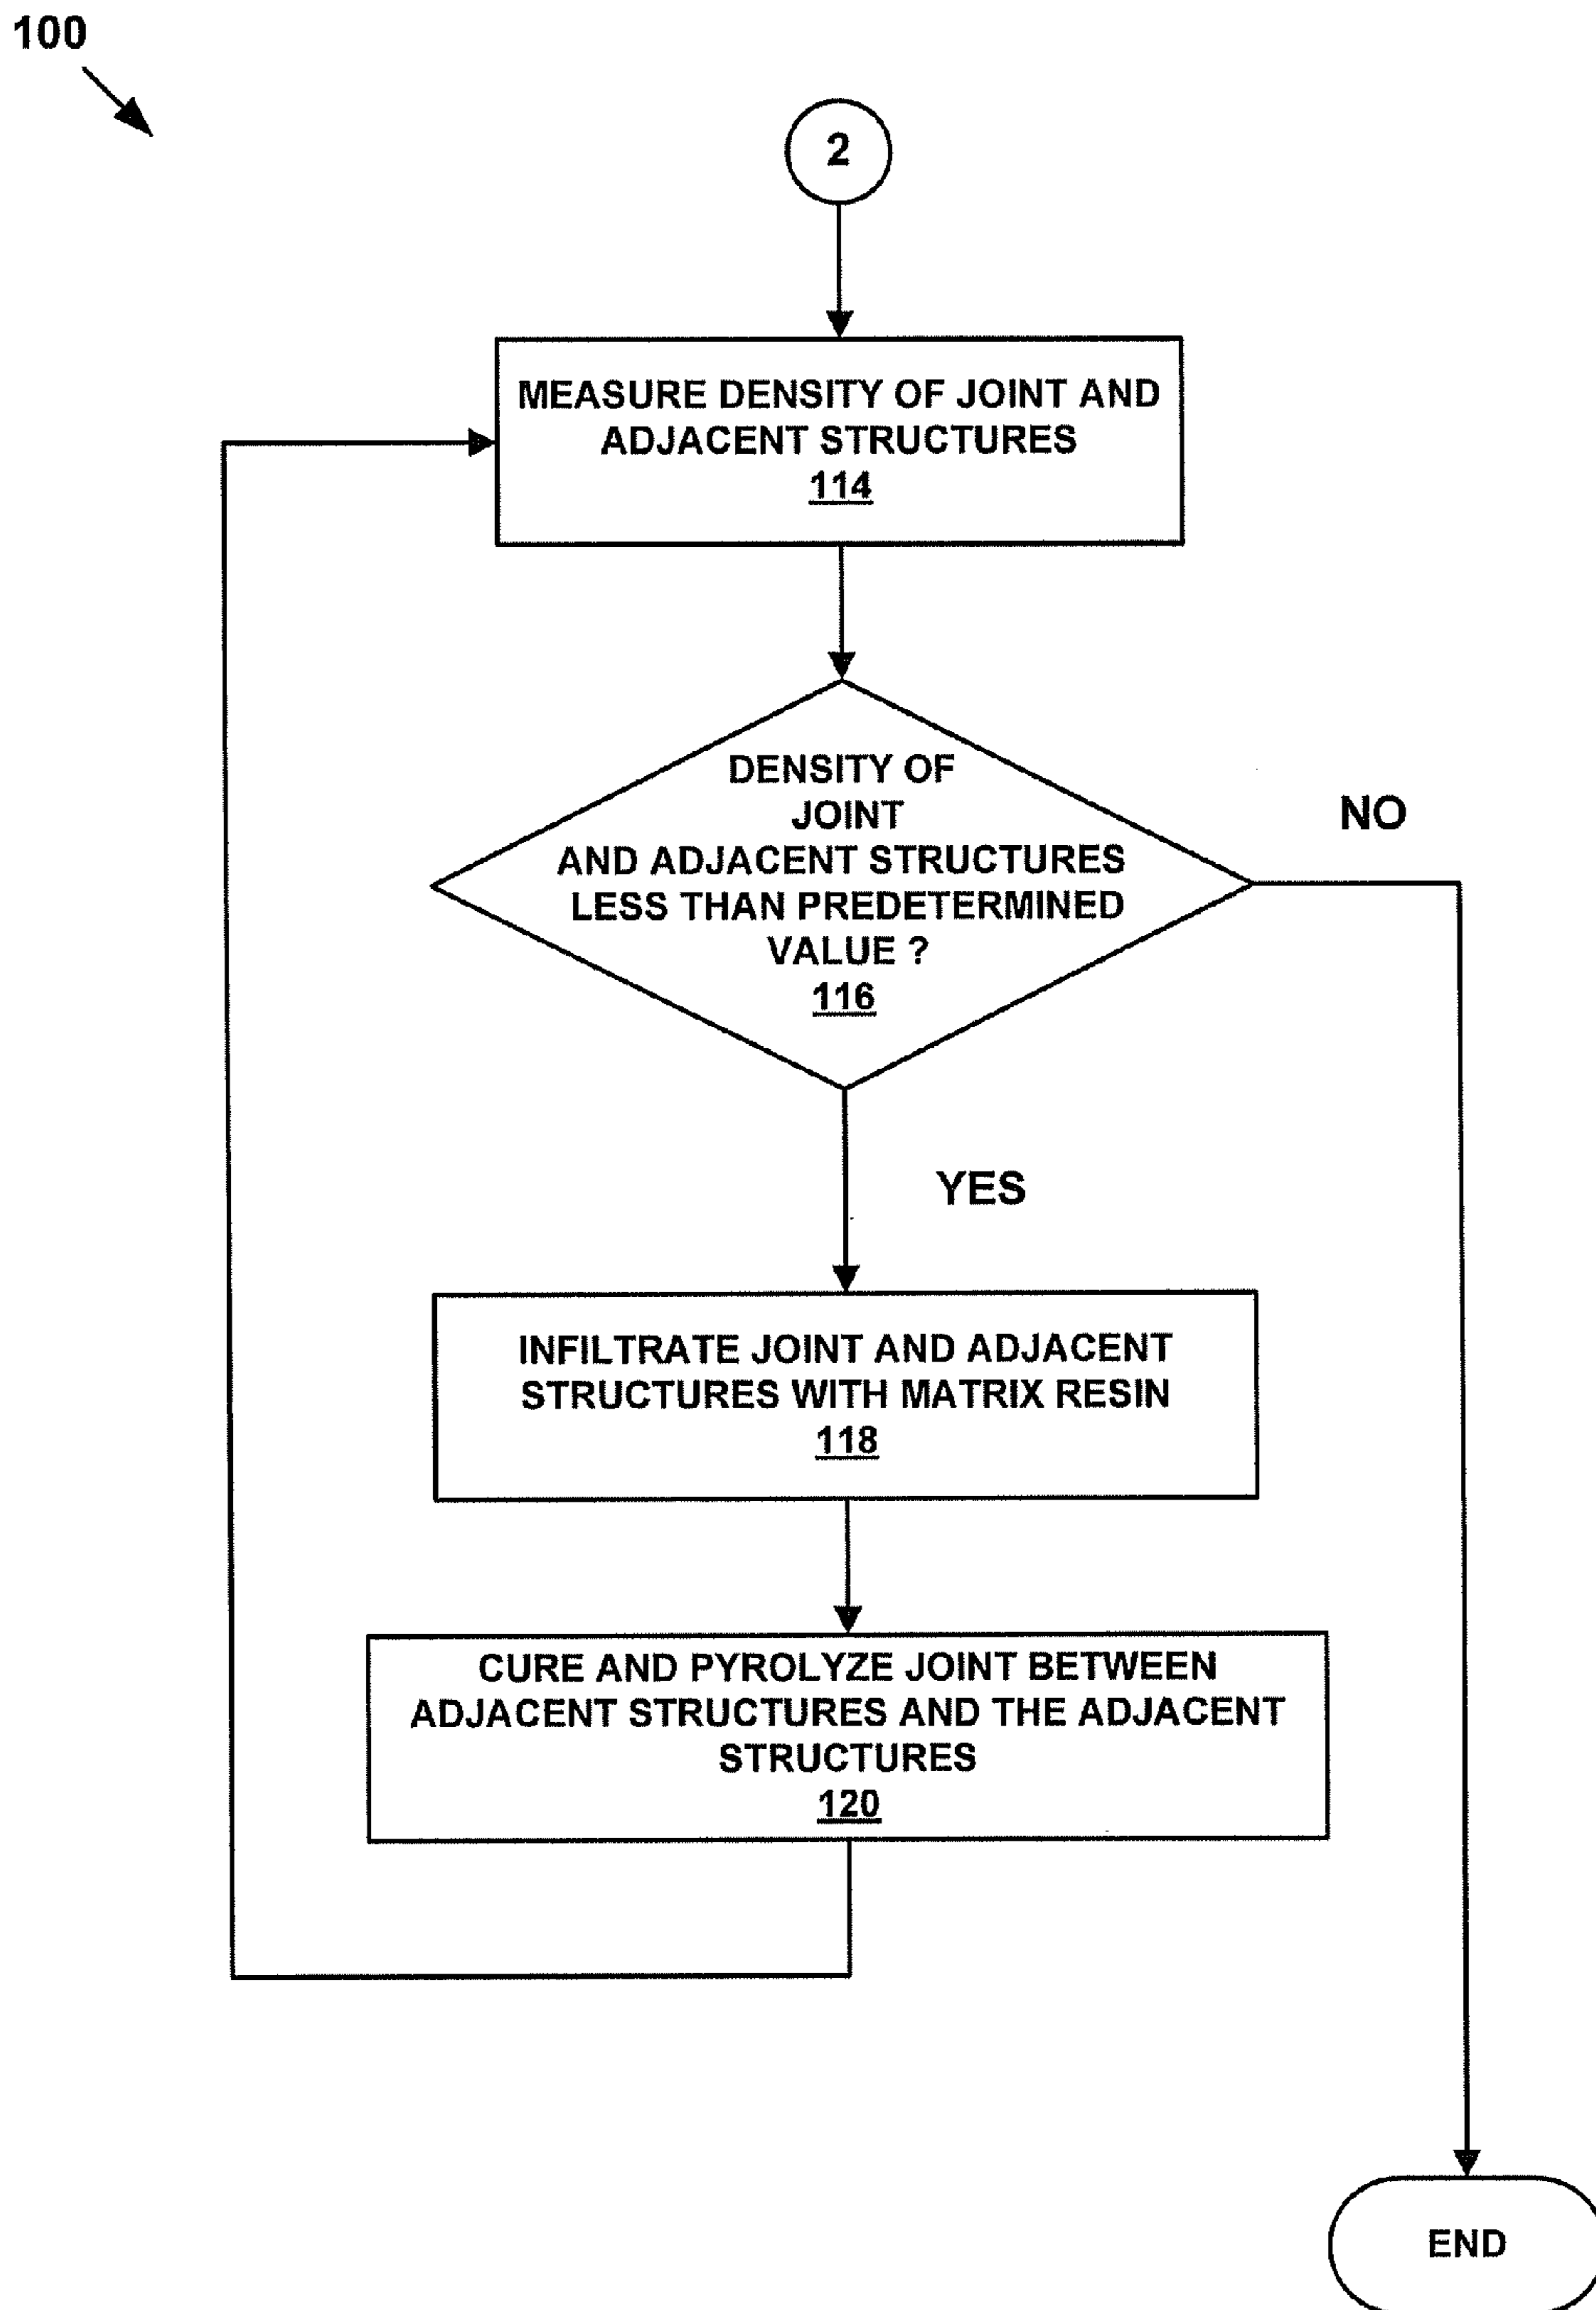 100
2
MEASURE DENSITY OF JOINT AND
ADJACENT STRUCTURES
114
DENSITY OF
JOINT
AND ADJACENT STRUCTURES
LESS THAN PREDETERMINED
VALUE ?
116
NO
YES
INFILTRATE JOINT AND ADJACENT
STRUCTURES WITH MATRIX RESIN
118
CURE AND PYROLYZE JOINT BETWEEN
ADJACENT STRUCTURES AND THE ADJACENT
STRUCTURES
120
END